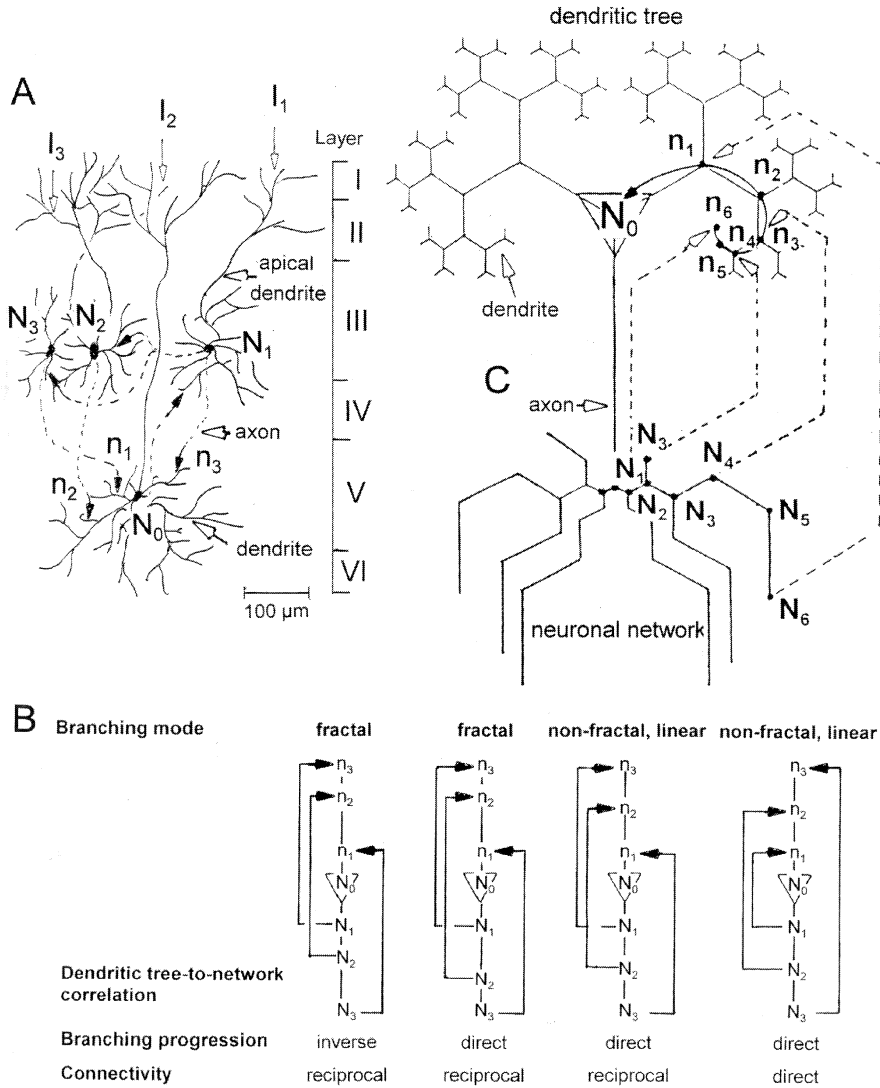 A
I3
I2
I1
Layer
I
II
III
IV
V
VI
apical
dendrite
N3
N2
N1
axon
n1
n2
n3
N0
dendrite
100 µm
dendritic tree
n1
n2
N0
n6
n4
n3
n5
dendrite
C
axon
N3
N1
N4
N2
N3
N5
N6
neuronal network
B
Branching mode
fractal
fractal
non-fractal, linear
non-fractal, linear
n3
n2
n1
N0
N1
N2
N3
n3
n2
n1
N0
N1
N2
N3
n3
n2
n1
N0
N1
N2
N3
n3
n2
n1
N0
N1
N2
N3
Dendritic tree-to-network
correlation
Branching progression
inverse
direct
direct
direct
Connectivity
reciprocal
reciprocal
reciprocal
direct